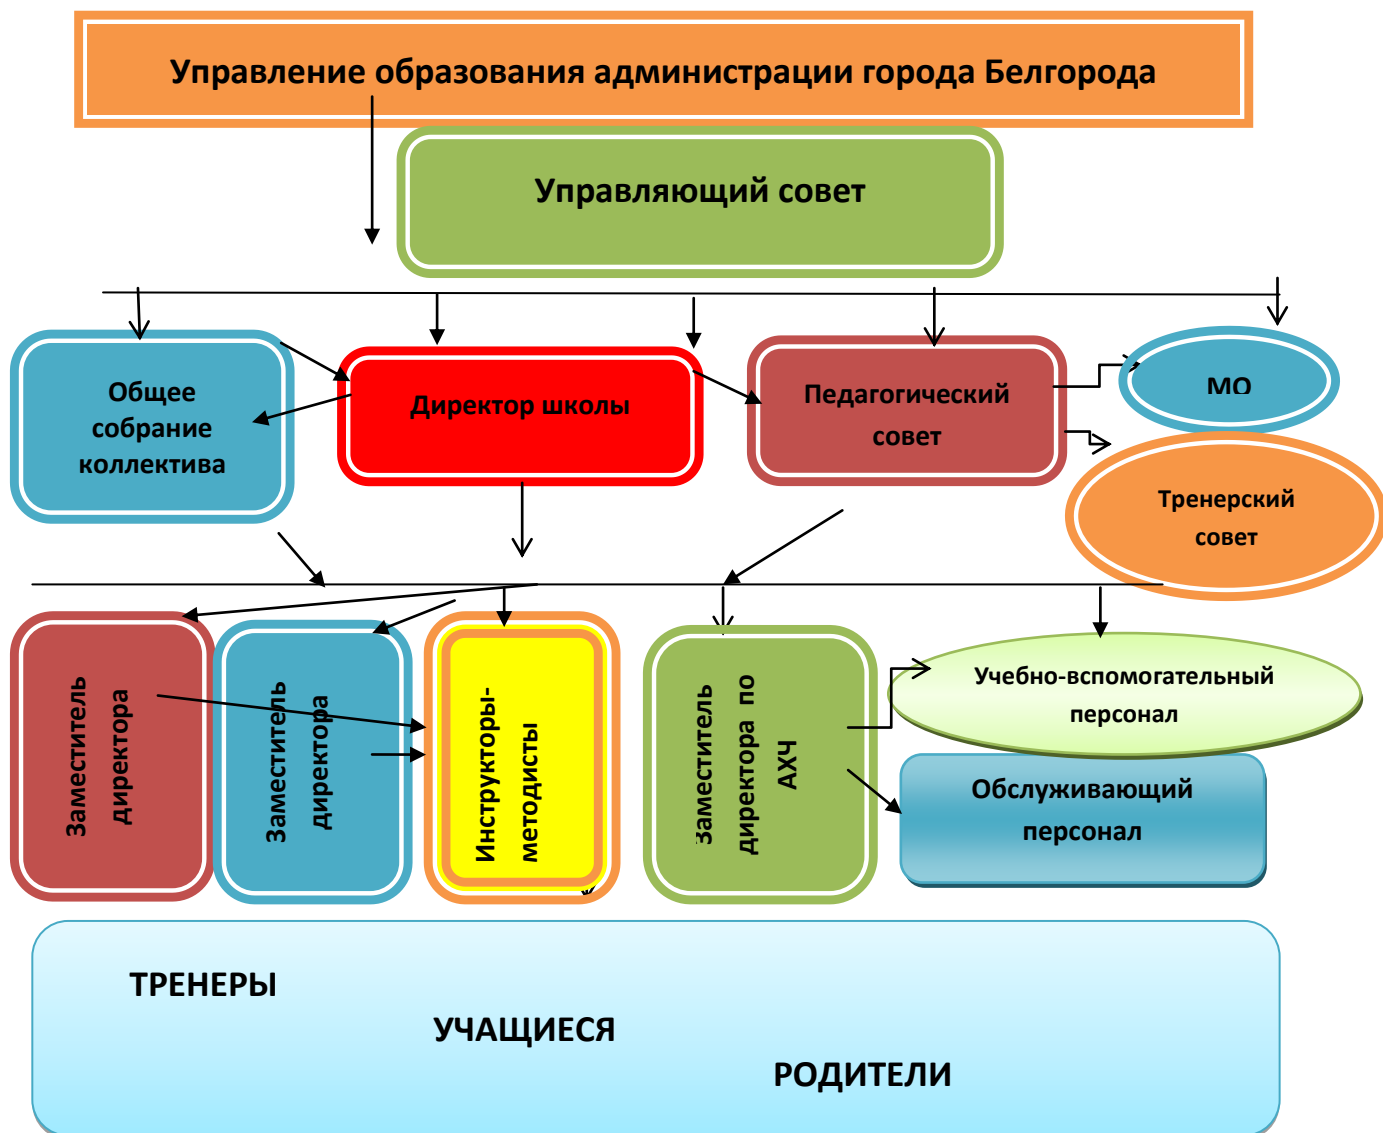 Управление образования администрации города Белгорода
Управляющий совет
Общее
собрание
коллектива
Директор школы
Педагогический
совет
МО
Тренерский
совет
Заместитель
директора
Заместитель
директора
Инструкторы-
методисты
Заместитель
директора по
АХЧ
Учебно-вспомогательный
персонал
Обслуживающий
персонал
ТРЕНЕРЫ
УЧАЩИЕСЯ
РОДИТЕЛИ